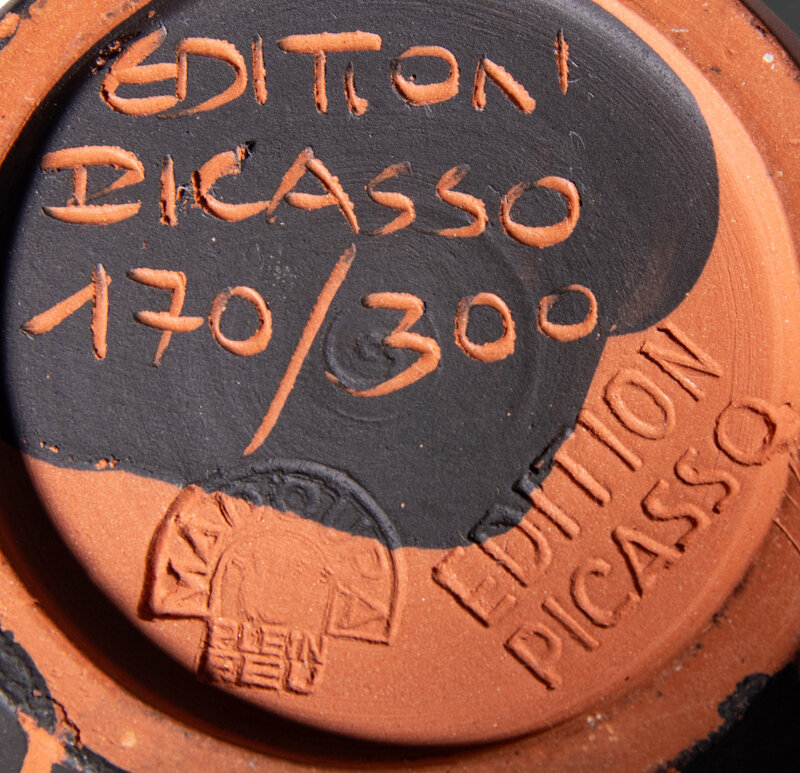 EDITION
PICASSO
170/300
EDITION
PICASSO
MADOURA
PLEIN
FEU